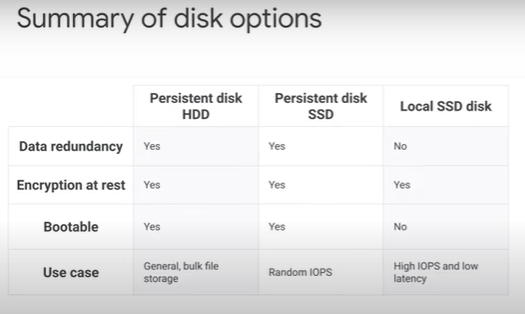 Summary of disk options
Persistent disk HDD
Persistent disk SSD
Local SSD disk
Data redundancy Yes Yes No
Encryption at rest Yes Yes Yes
Bootable Yes Yes No
Use case General, bulk file storage Random IOPS High IOPS and low latency